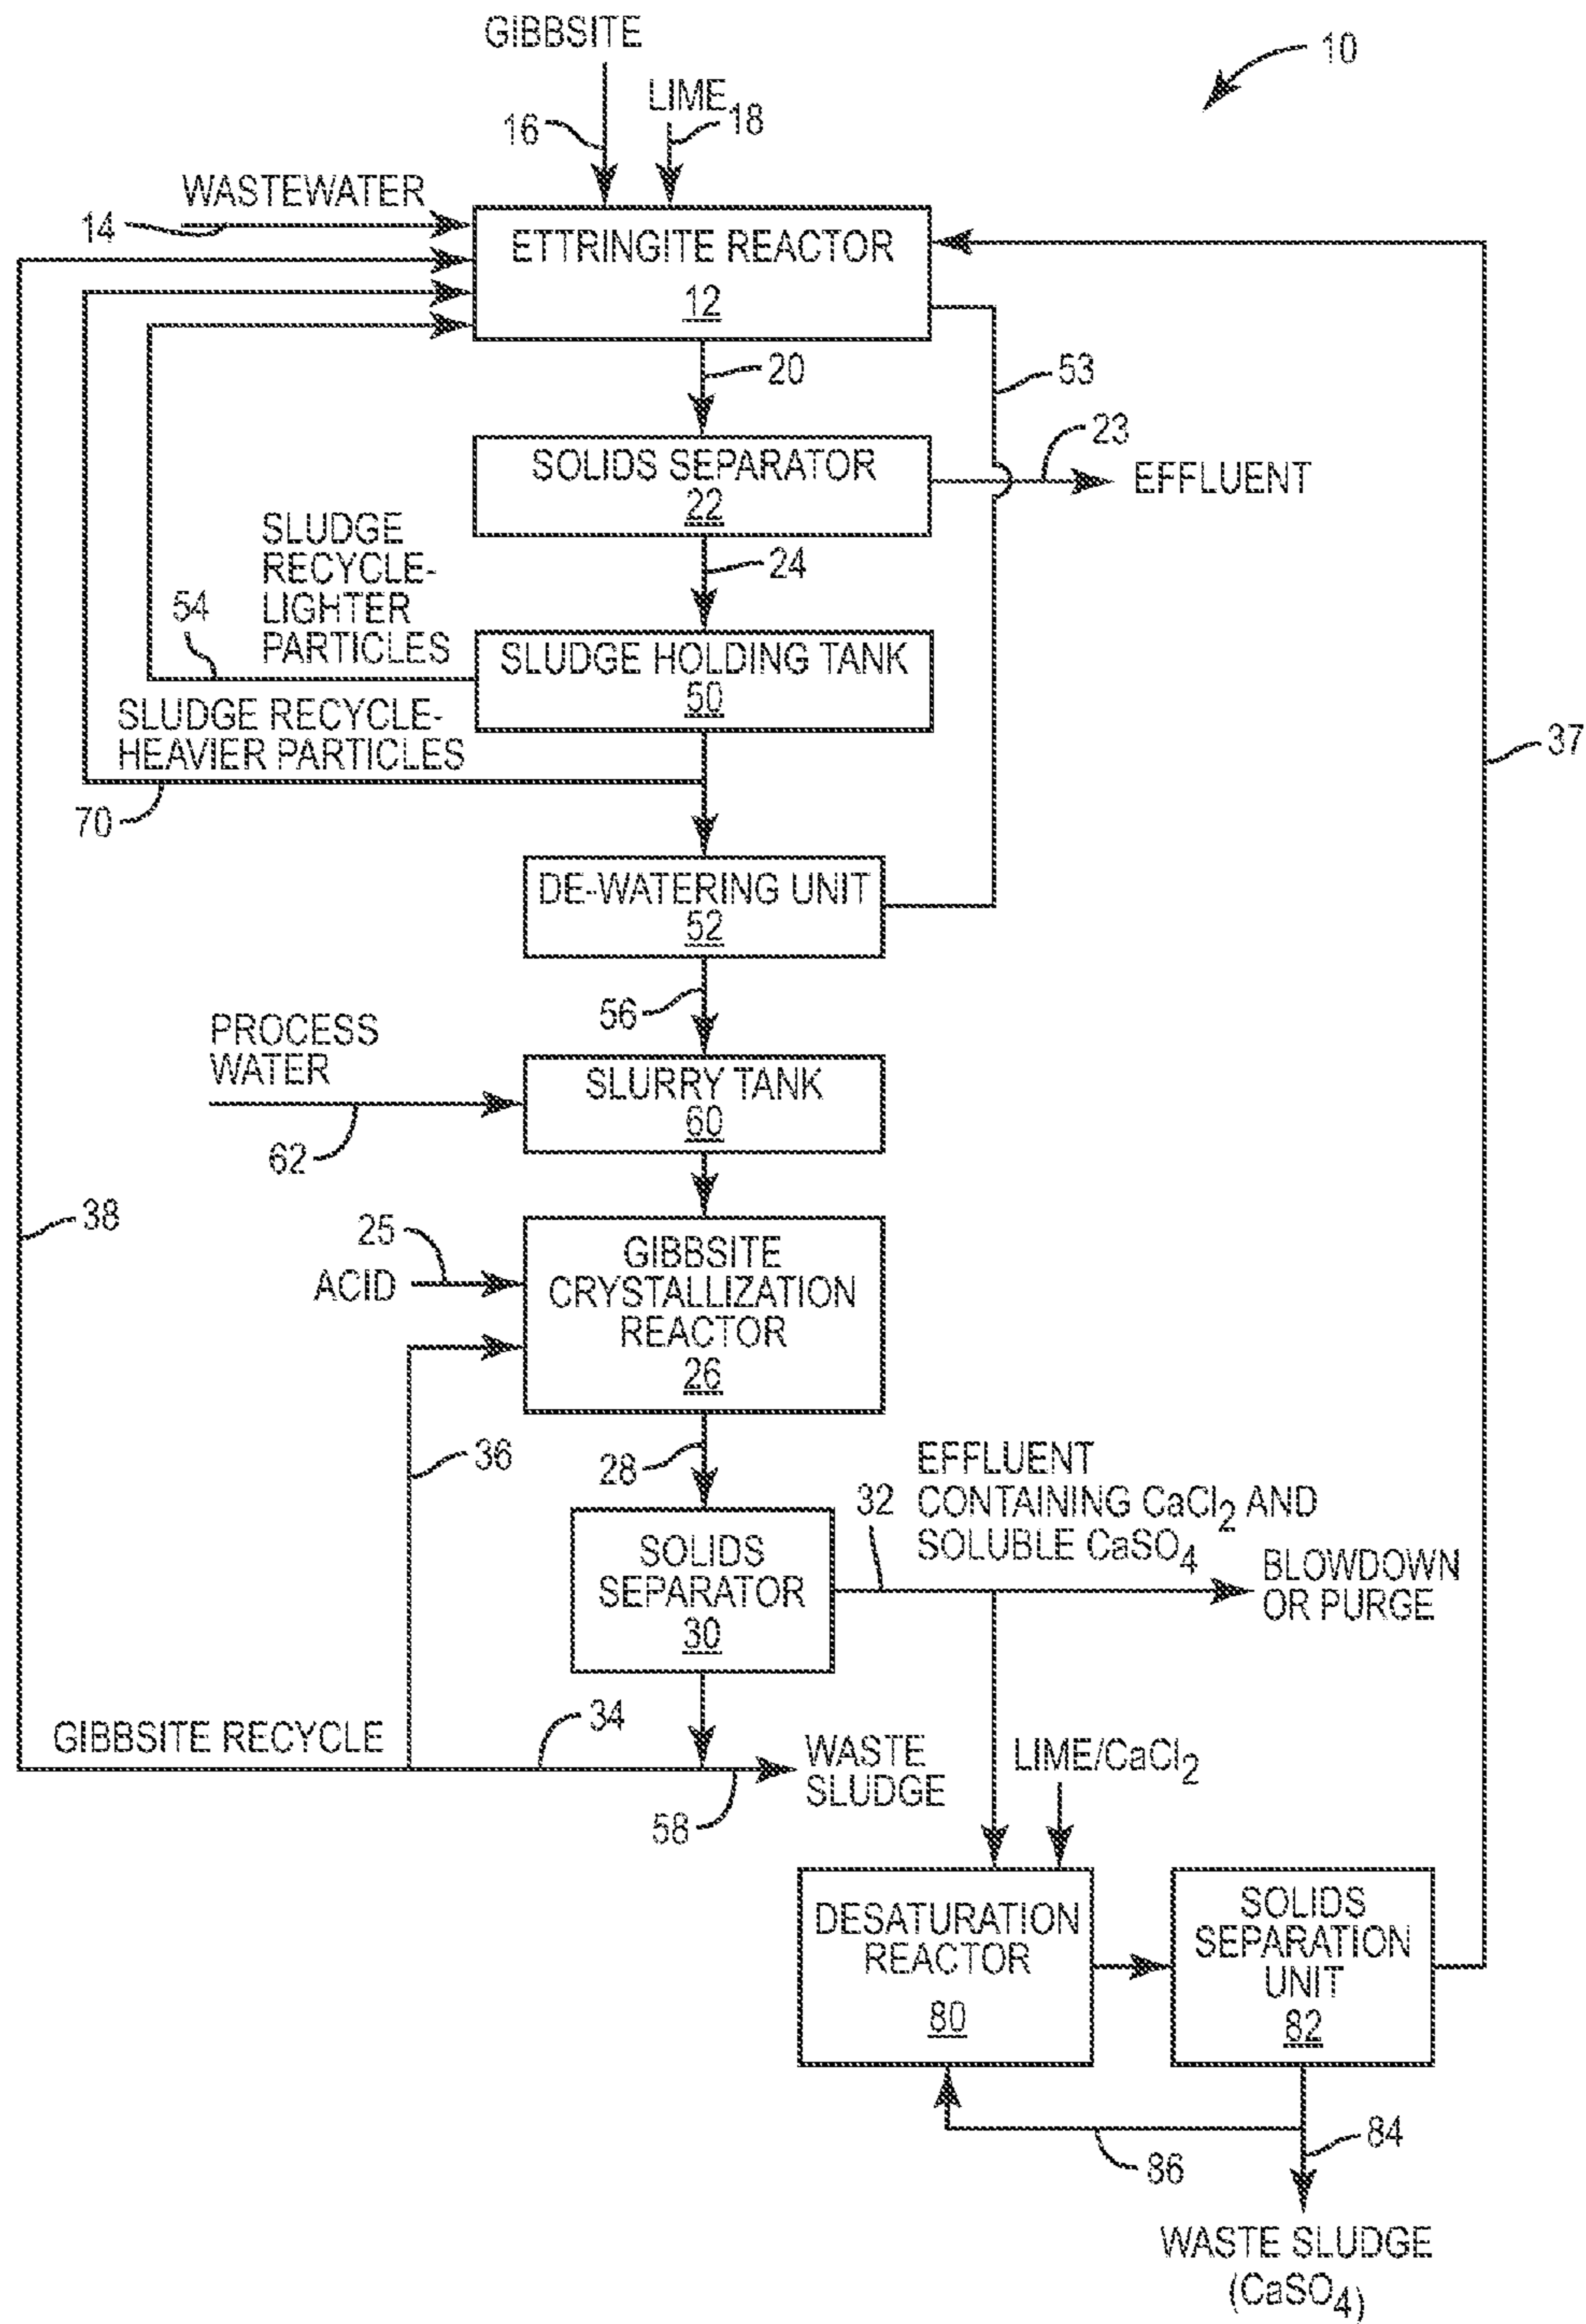 GIBBSITE
10
LIME
16
18
WASTEWATER
14
ETTRINGITE REACTOR
12
20
53
23
SOLIDS SEPARATOR
22
EFFLUENT
SLUDGE
RECYCLE-
LIGHTER
PARTICLES
24
54
SLUDGE HOLDING TANK
50
SLUDGE RECYCLE-
HEAVIER PARTICLES
37
70
DE-WATERING UNIT
52
56
PROCESS
WATER
SLURRY TANK
60
62
38
25
ACID
GIBBSITE
CRYSTALLIZATION
REACTOR
26
36
28
32
EFFLUENT
CONTAINING CaCl2 AND
SOLUBLE CaSO4
SOLIDS
SEPARATOR
30
BLOWDOWN
OR PURGE
GIBBSITE RECYCLE
34
WASTE
SLUDGE
58
LIME/CaCl2
DESATURATION
REACTOR
80
SOLIDS
SEPARATION
UNIT
82
86
84
WASTE SLUDGE
(CaSO4)